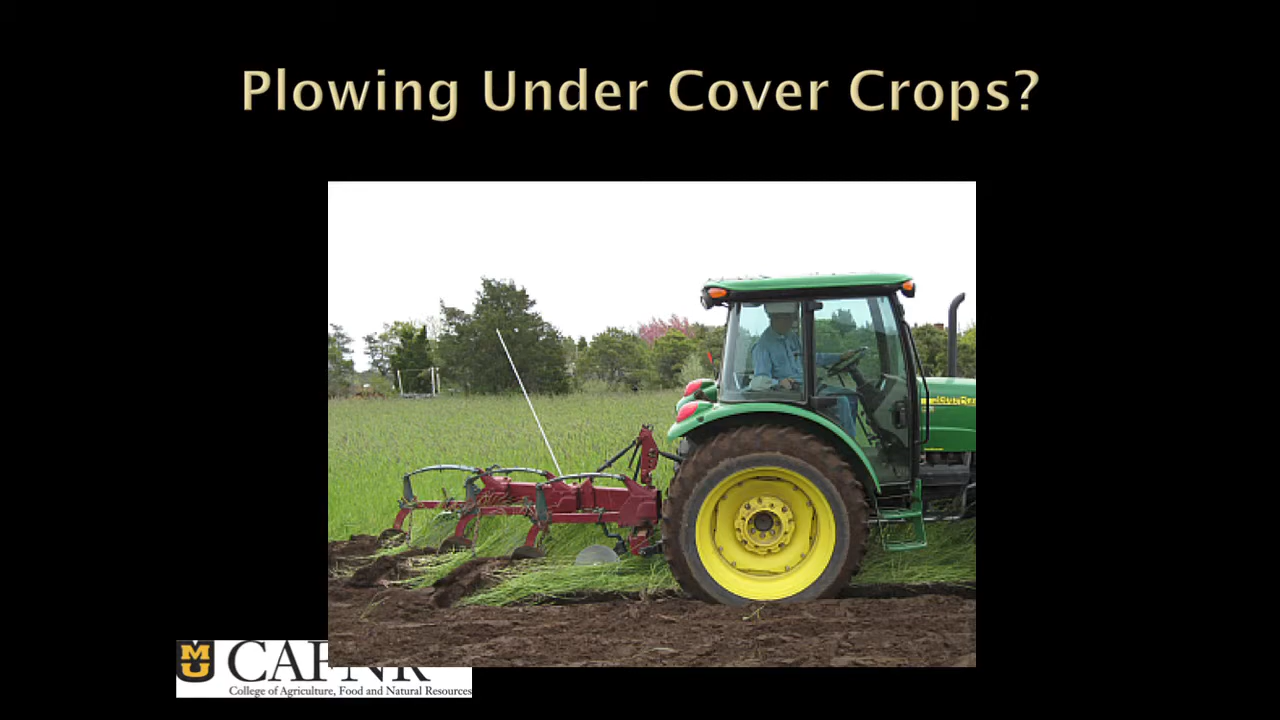 Plowing Under Cover Crops?
MU CAFNR
College of Agriculture, Food and Natural Resources